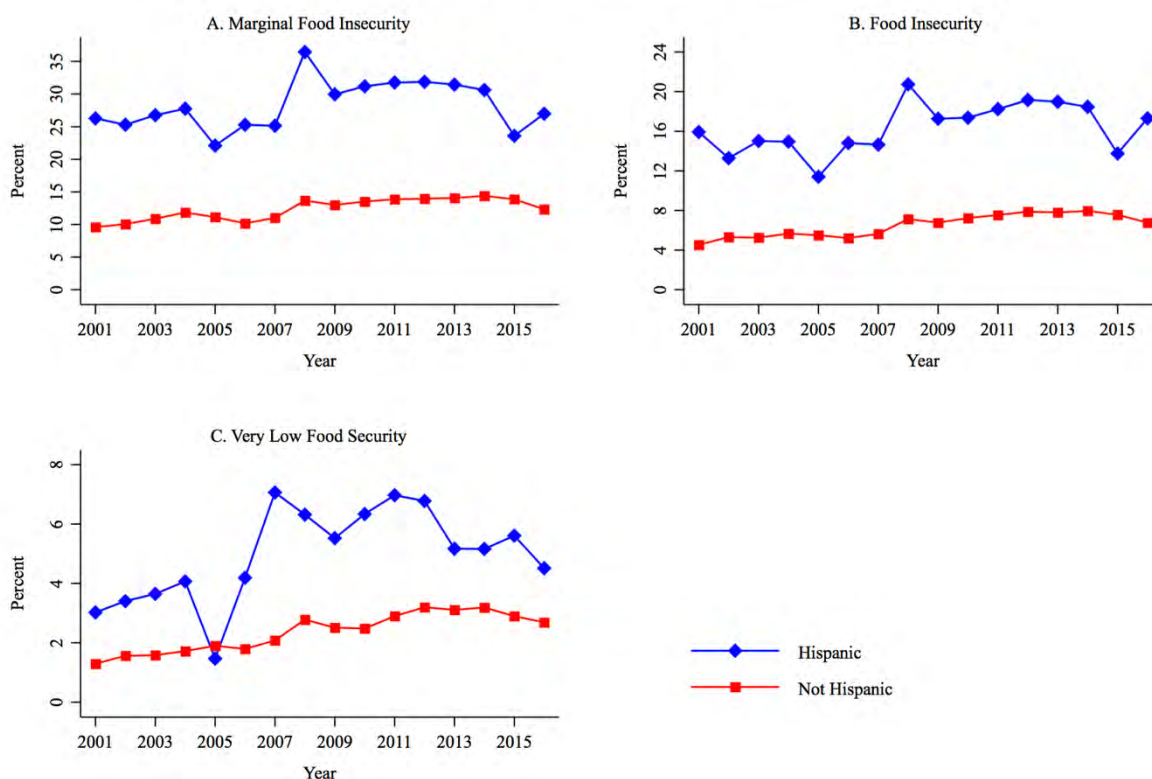 A. Marginal Food Insecurity
Percent
0 5 10 15 20 25 30 35
2001 2003 2005 2007 2009 2011 2013 2015
Year
B. Food Insecurity
Percent
0 4 8 12 16 20 24
2001 2003 2005 2007 2009 2011 2013 2015
Year
C. Very Low Food Security
Percent
0 2 4 6 8
2001 2003 2005 2007 2009 2011 2013 2015
Year
Hispanic
Not Hispanic